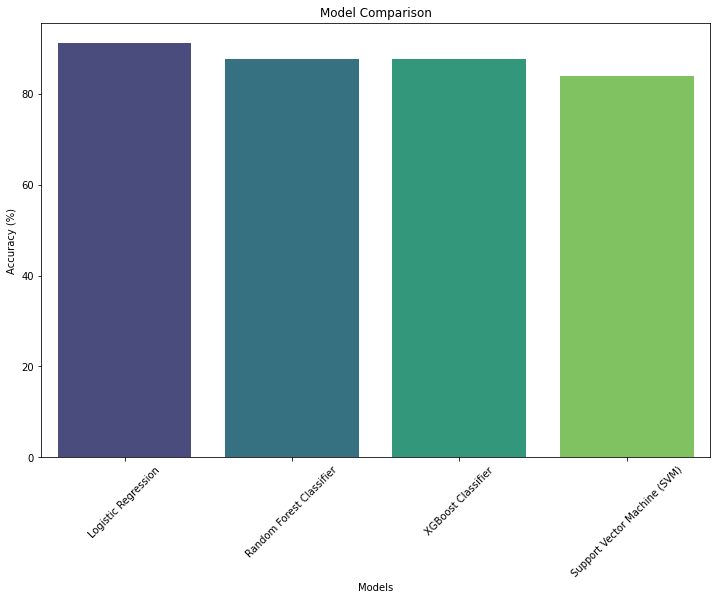 Model Comparison
Accuracy (%)
80
60
40
20
0
Logistic Regression
Random Forest Classifier
XGBoost Classifier
Support Vector Machine (SVM)
Models